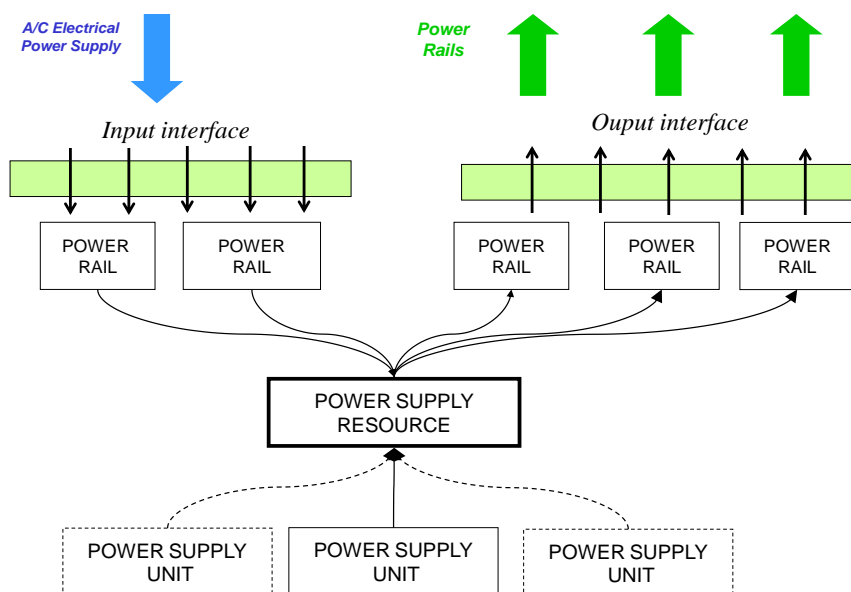 A/C Electrical
Power Supply
Power
Rails
Input interface
Ouput interface
POWER
RAIL
POWER
RAIL
POWER
RAIL
POWER
RAIL
POWER
RAIL
POWER SUPPLY
RESOURCE
POWER SUPPLY
UNIT
POWER SUPPLY
UNIT
POWER SUPPLY
UNIT